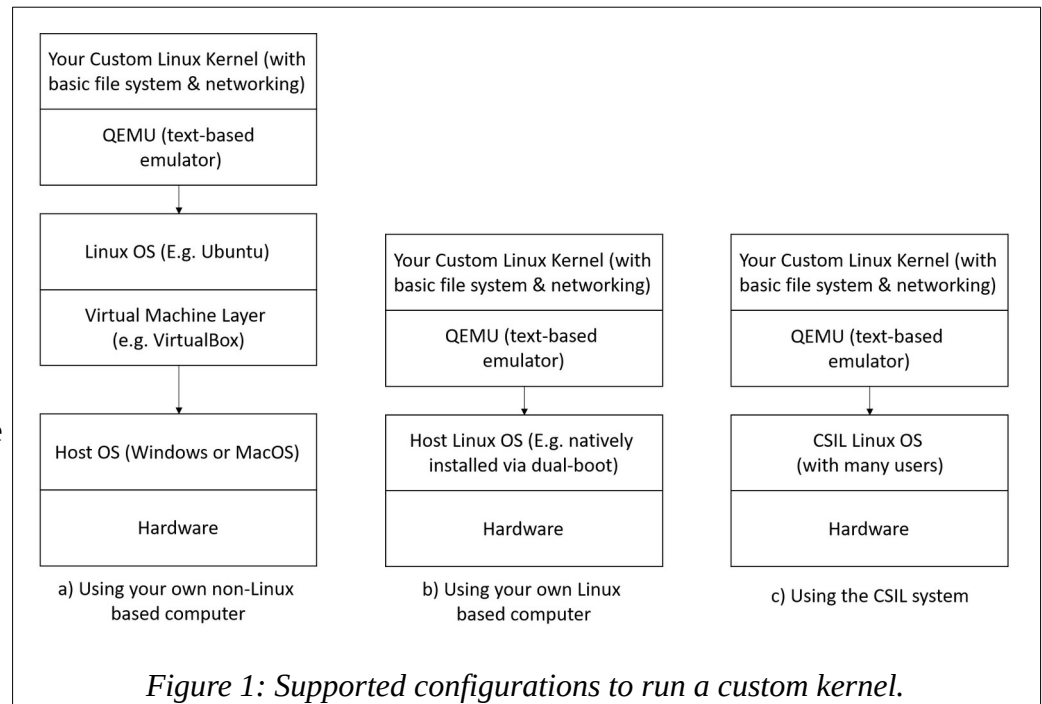 Your Custom Linux Kernel (with
basic file system & networking)
QEMU (text-based
emulator)
Linux OS (E.g. Ubuntu)
Virtual Machine Layer
(e.g. VirtualBox)
Host OS (Windows or MacOS)
Hardware
a) Using your own non-Linux
based computer
Your Custom Linux Kernel (with
basic file system & networking)
QEMU (text-based
emulator)
Host Linux OS (E.g. natively
installed via dual-boot)
Hardware
b) Using your own Linux
based computer
Your Custom Linux Kernel (with
basic file system & networking)
QEMU (text-based
emulator)
CSIL Linux OS
(with many users)
Hardware
c) Using the CSIL system
Figure 1: Supported configurations to run a custom kernel.